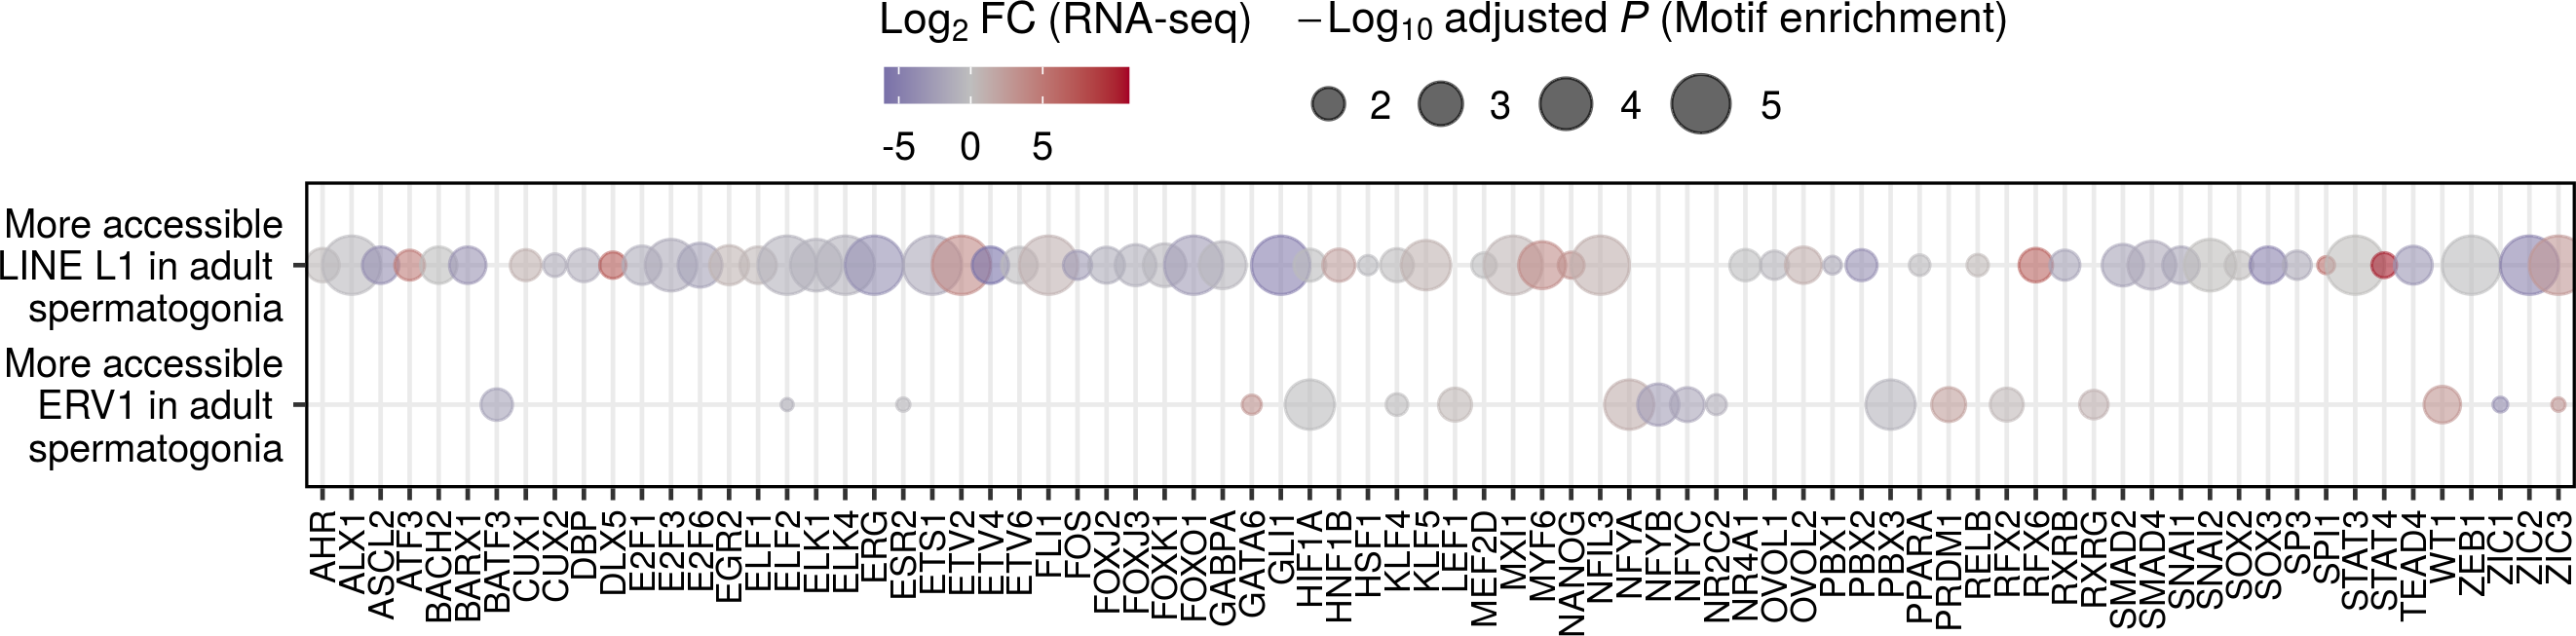 Log2 FC (RNA-seq)
−Log10 adjusted P (Motif enrichment)
-5 0 5
2 3 4 5
More accessible
LINE L1 in adult
spermatogonia
More accessible
ERV1 in adult
spermatogonia
AHR
ALX1
ASCL2
ATF3
BACH2
BARX1
BATF3
CUX1
CUX2
DBP
DLX5
E2F1
E2F3
E2F6
EGR2
ELF1
ELF2
ELK1
ELK4
ERG
ESR2
ETS1
ETV2
ETV4
ETV6
FLI1
FOS
FOXJ2
FOXJ3
FOXK1
FOXO1
GABPA
GATA6
GLI1
HIF1A
HNF1B
HSF1
KLF4
KLF5
LEF1
MEF2D
MXI1
MYF6
NANOG
NFIL3
NFYA
NFYB
NFYC
NR2C2
NR4A1
OVOL1
OVOL2
PBX1
PBX2
PBX3
PPARA
PRDM1
RELB
RFX2
RFX6
RXRB
RXRG
SMAD2
SMAD4
SNAI1
SNAI2
SOX2
SOX3
SP3
SPI1
STAT3
STAT4
TEAD4
WT1
ZEB1
ZIC1
ZIC2
ZIC3